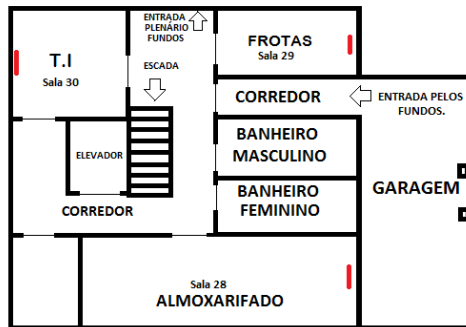 ENTRADA
PLENÁRIO
FUNDOS
FROTAS
Sala 29
T.I
Sala 30
ESCADA
CORREDOR
ENTRADA PELOS
FUNDOS.
BANHEIRO
MASCULINO
ELEVADOR
BANHEIRO
FEMININO
GARAGEM
CORREDOR
Sala 28
ALMOXARIFADO